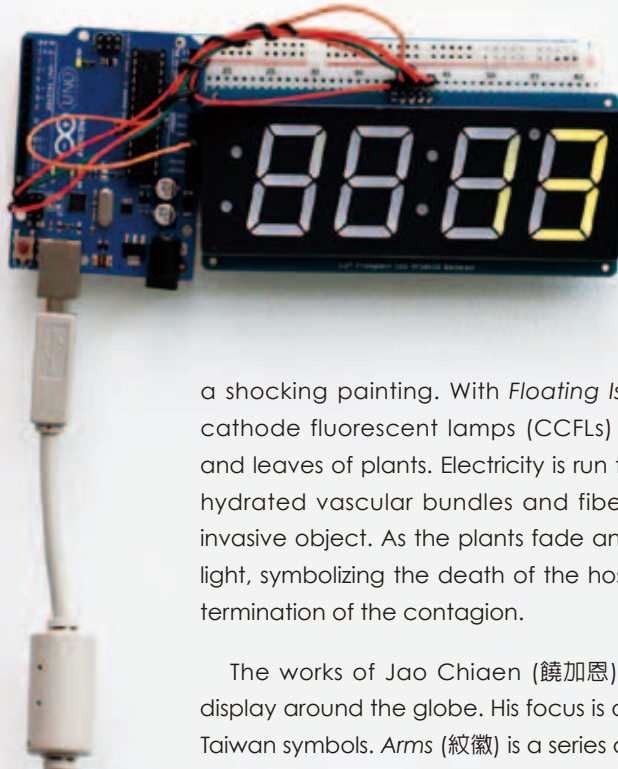 UNO
13
a shocking painting. With Floating Is
cathode fluorescent lamps (CCFLs)
and leaves of plants. Electricity is run t
hydrated vascular bundles and fibe
invasive object. As the plants fade an
light, symbolizing the death of the hos
termination of the contagion.
The works of Jao Chiaen (饒加恩)
display around the globe. His focus is o
Taiwan symbols. Arms (紋徽) is a series o